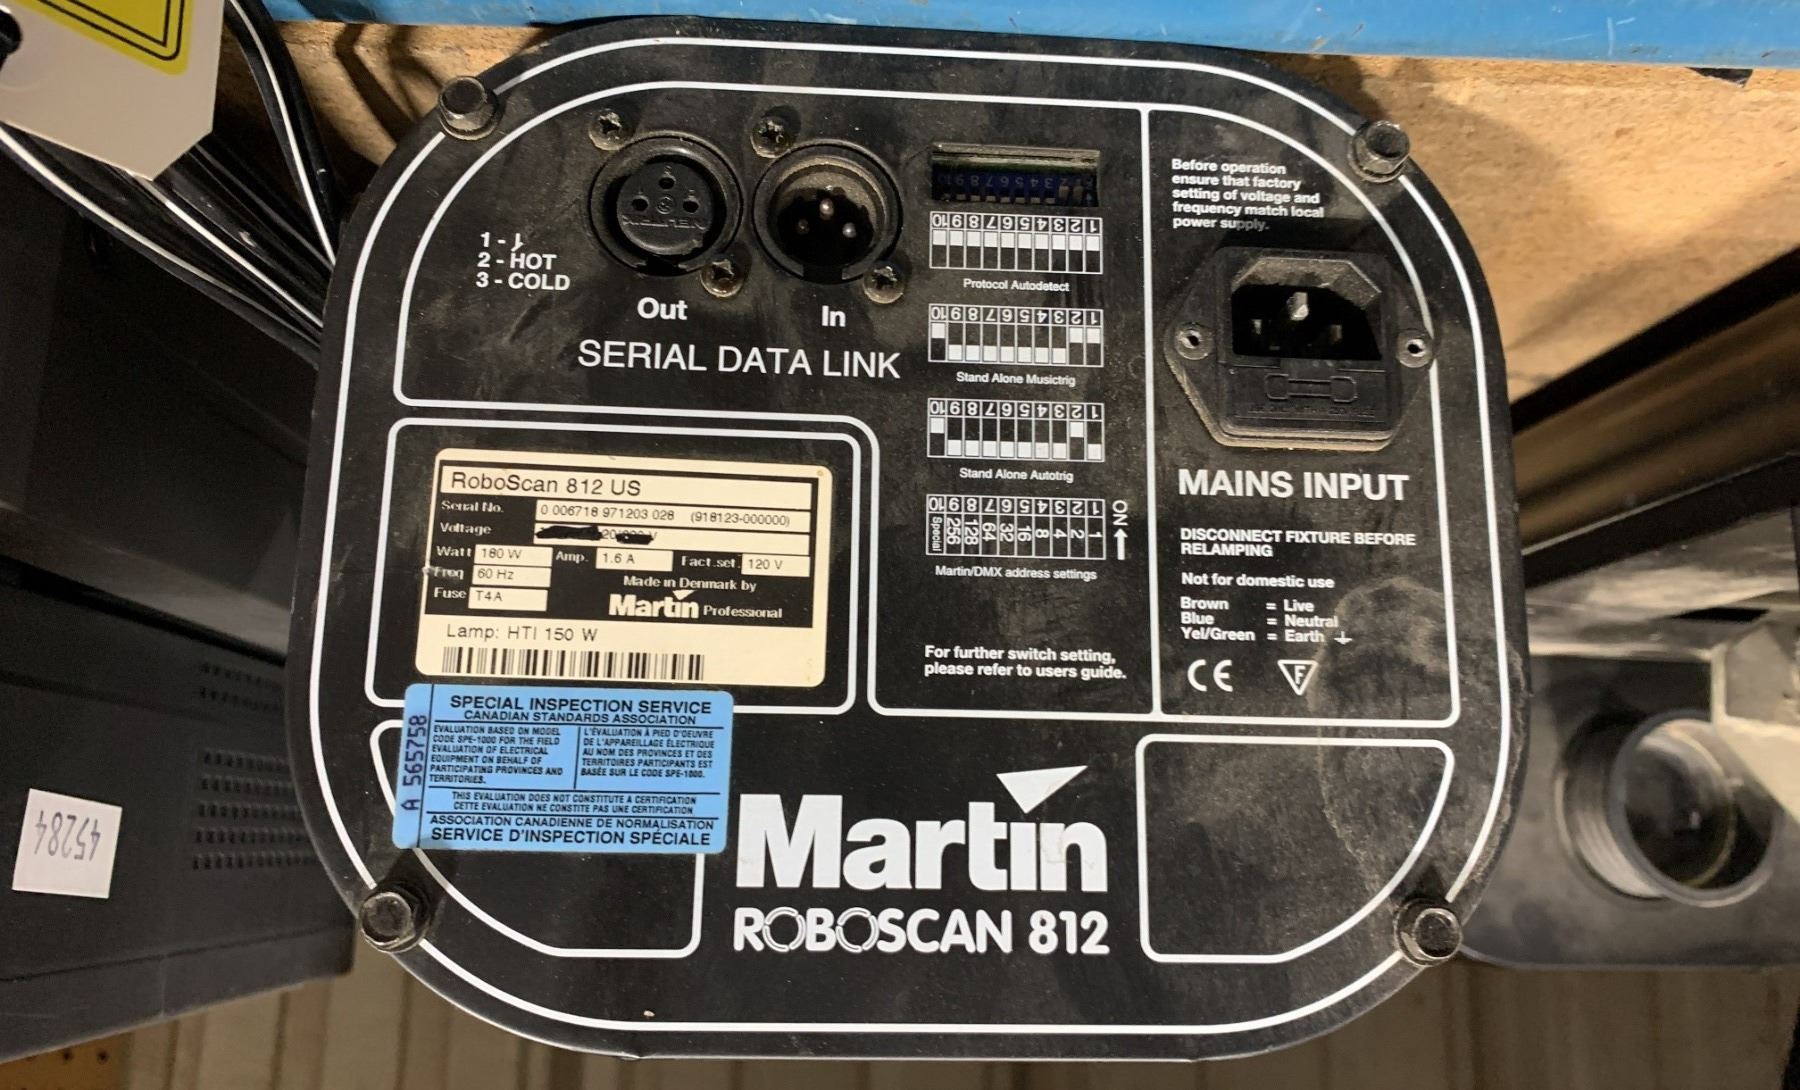 1 -
2 - HOT
3 - COLD
Out
In
SERIAL DATA LINK
10 9 8 7 6 5 4 3 2 1
Protocol Autodetect
10 9 8 7 6 5 4 3 2 1
Stand Alone Musictrig
10 9 8 7 6 5 4 3 2 1
Stand Alone Autotrig
10 9 8 7 6 5 4 3 2 1
Special 256 128 64 32 16 8 4 2 1
ON
Martin/DMX address settings
For further switch setting,
please refer to users guide.
Before operation
ensure that factory
setting of voltage and
frequency match local
power supply.
MAINS INPUT
DISCONNECT FIXTURE BEFORE
RELAMPING
Not for domestic use
Brown = Live
Blue = Neutral
Yel/Green = Earth
CE F
RoboScan 812 US
Serial No. 0 006718 971203 028 (918123-000000)
Voltage
Watt 180 W Amp. 1.6 A Fact.set. 120 V
Freq 60 Hz Made in Denmark by
Fuse T4A Martin Professional
Lamp: HTI 150 W
A 565758
SPECIAL INSPECTION SERVICE
CANADIAN STANDARDS ASSOCIATION
EVALUATION BASED ON MODEL
CODE SPE-1000 FOR THE FIELD
EVALUATION OF ELECTRICAL
EQUIPMENT ON BEHALF OF
PARTICIPATING PROVINCES AND
TERRITORIES.
L'ÉVALUATION À PIED D'OEUVRE
DE L'APPAREILLAGE ÉLECTRIQUE
AU NOM DES PROVINCES ET DES
TERRITOIRES PARTICIPANTS EST
BASÉE SUR LE CODE SPE-1000.
THIS EVALUATION DOES NOT CONSTITUTE A CERTIFICATION
CETTE EVALUATION NE CONSTITE PAS UNE CERTIFICATION
ASSOCIATION CANADIENNE DE NORMALISATION
SERVICE D'INSPECTION SPÉCIALE
Martin
ROBOSCAN 812
45284